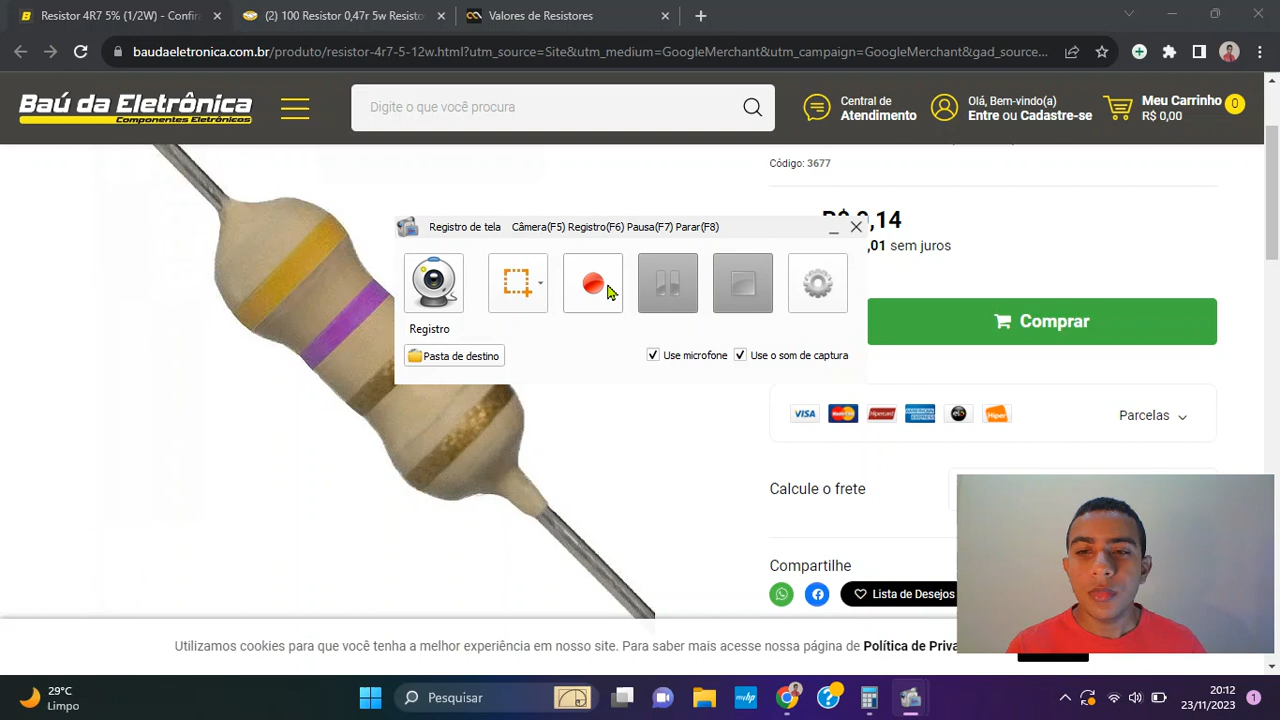 Resistor 4R7 5% (1/2W) - Confir
(2) 100 Resistor 0,47r 5w Resisto
Valores de Resistores
baudaeletronica.com.br/produto/resistor-4r7-5-12w.html?utm_source=Site&utm_medium=GoogleMerchant&utm_campaign=GoogleMerchant&gad_source...
Baú da Eletrônica
Componentes Eletrônicos
Digite o que você procura
Central de
Atendimento
Olá, Bem-vindo(a)
Entre ou Cadastre-se
Meu Carrinho
R$ 0,00
0
Código: 3677
,14
,01 sem juros
Registro de tela Câmera(F5) Registro(F6) Pausa(F7) Parar(F8)
Registro
Pasta de destino
Use microfone
Use o som de captura
Comprar
VISA
Parcelas
Calcule o frete
Compartilhe
Lista de Desejos
Utilizamos cookies para que você tenha a melhor experiência em nosso site. Para saber mais acesse nossa página de Política de Priva
29°C
Limpo
Pesquisar
20:12
23/11/2023
1